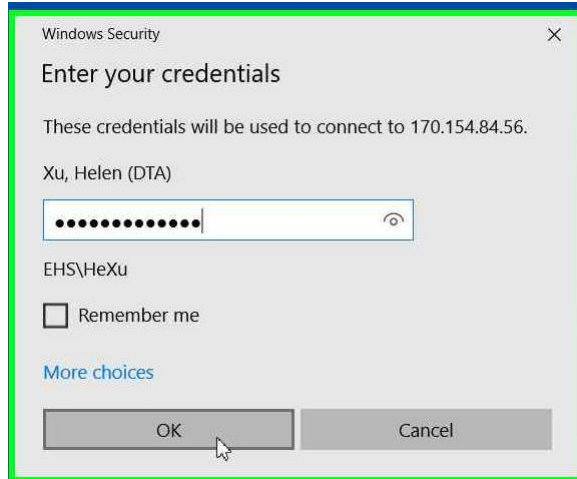 Windows Security
Enter your credentials
These credentials will be used to connect to 170.154.84.56.
Xu, Helen (DTA)
•••••••••••••
EHS\HeXu
Remember me
More choices
OK Cancel